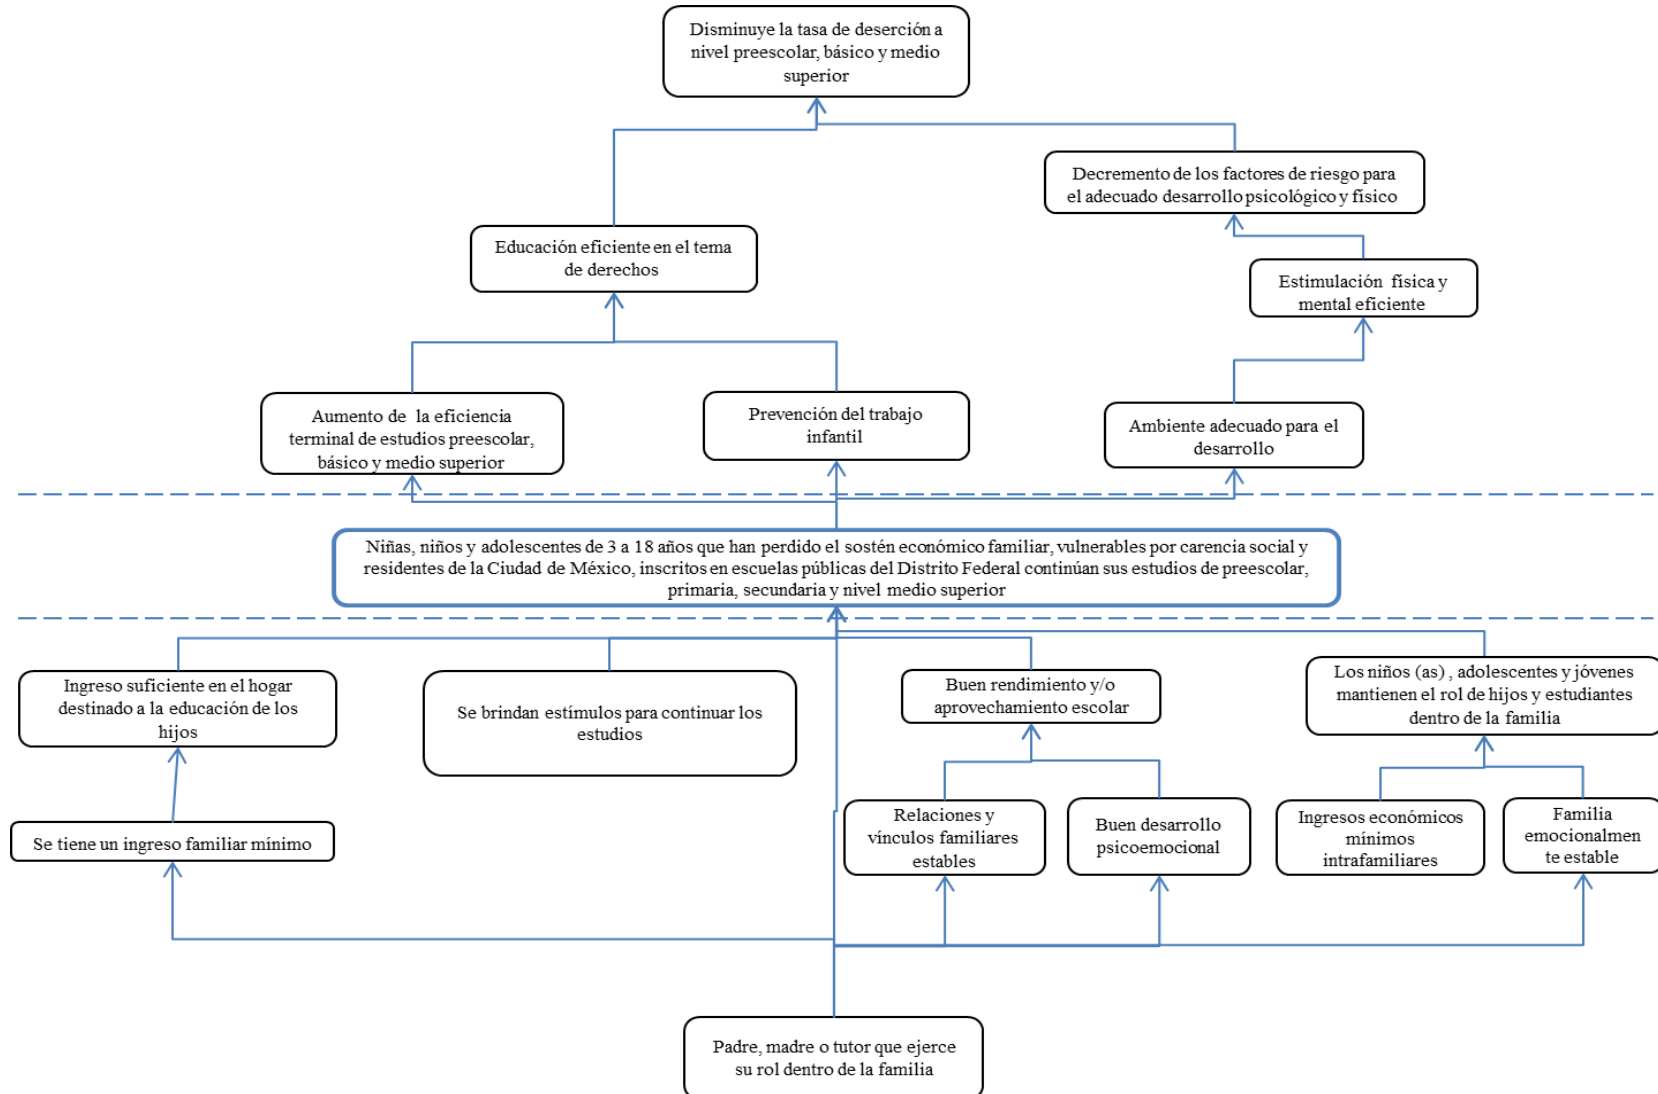 Disminuye la tasa de deserción a
nivel preescolar, básico y medio
superior
Decremento de los factores de riesgo para
el adecuado desarrollo psicológico y físico
Educación eficiente en el tema
de derechos
Estimulación física y
mental eficiente
Aumento de la eficiencia
terminal de estudios preescolar,
básico y medio superior
Prevención del trabajo
infantil
Ambiente adecuado para el
desarrollo
Niñas, niños y adolescentes de 3 a 18 años que han perdido el sostén económico familiar, vulnerables por carencia social y
residentes de la Ciudad de México, inscritos en escuelas públicas del Distrito Federal continúan sus estudios de preescolar,
primaria, secundaria y nivel medio superior
Ingreso suficiente en el hogar
destinado a la educación de los
hijos
Se brindan estímulos para continuar los
estudios
Buen rendimiento y/o
aprovechamiento escolar
Los niños (as) , adolescentes y jóvenes
mantienen el rol de hijos y estudiantes
dentro de la familia
Se tiene un ingreso familiar mínimo
Relaciones y
vínculos familiares
estables
Buen desarrollo
psicoemocional
Ingresos económicos
mínimos
intrafamiliares
Familia
emocionalmen
te estable
Padre, madre o tutor que ejerce
su rol dentro de la familia